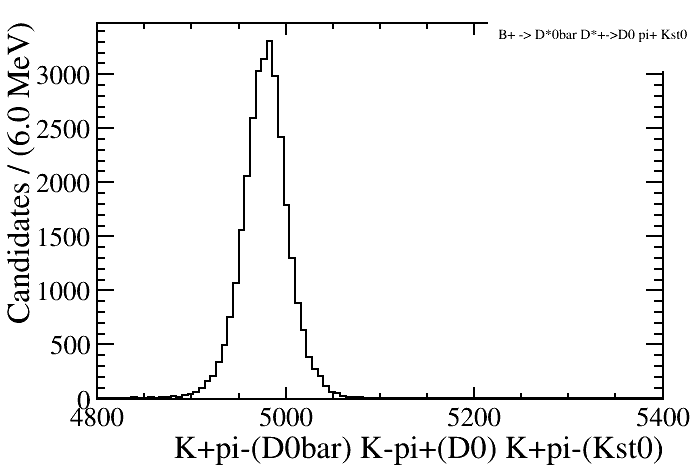 B+ -> D*0bar D*+->D0 pi+ Kst0
Candidates / (6.0 MeV)
3000
2500
2000
1500
1000
500
0
4800 5000 5200 5400
K+pi-(D0bar) K-pi+(D0) K+pi-(Kst0)